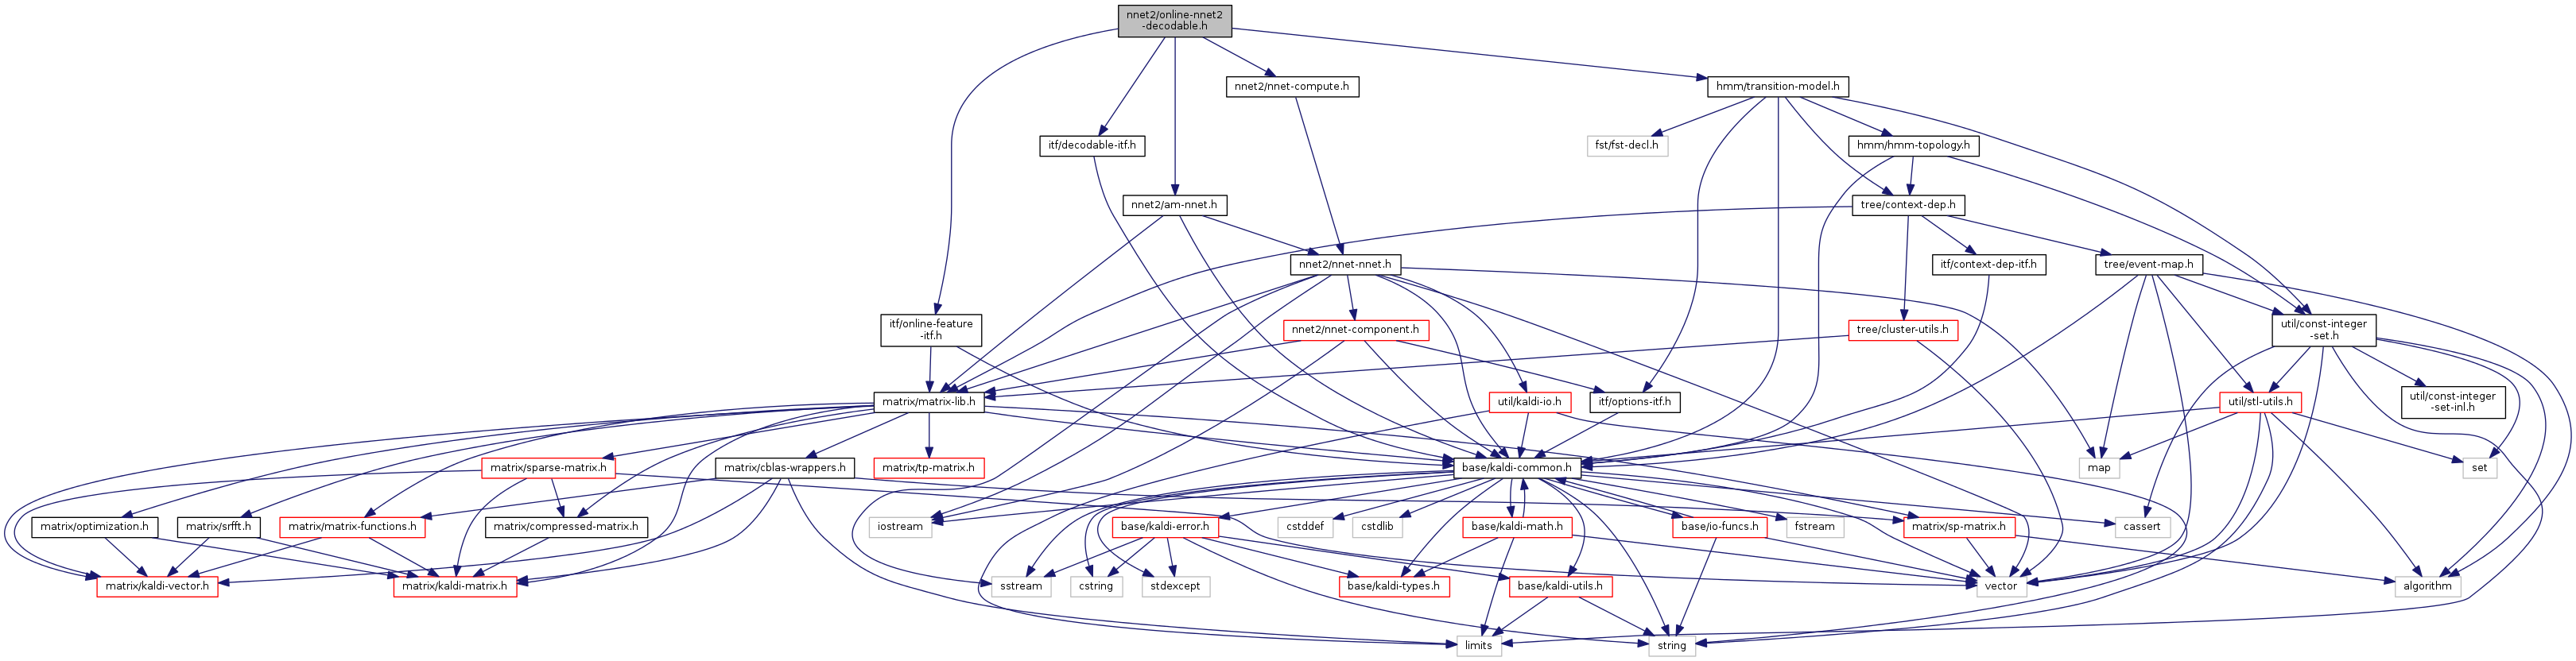 nnet2/online-nnet2
-decodable.h
nnet2/nnet-compute.h
hmm/transition-model.h
itf/decodable-itf.h
fst/fst-decl.h
hmm/hmm-topology.h
nnet2/am-nnet.h
tree/context-dep.h
nnet2/nnet-nnet.h
itf/context-dep-itf.h
tree/event-map.h
itf/online-feature
-itf.h
nnet2/nnet-component.h
tree/cluster-utils.h
util/const-integer
-set.h
matrix/matrix-lib.h
util/kaldi-io.h
itf/options-itf.h
util/const-integer
-set-inl.h
util/stl-utils.h
matrix/sparse-matrix.h
matrix/cblas-wrappers.h
matrix/tp-matrix.h
base/kaldi-common.h
map
set
matrix/optimization.h
matrix/srfft.h
matrix/matrix-functions.h
matrix/compressed-matrix.h
iostream
base/kaldi-error.h
cstddef
cstdlib
base/kaldi-math.h
base/io-funcs.h
fstream
matrix/sp-matrix.h
cassert
matrix/kaldi-vector.h
matrix/kaldi-matrix.h
sstream
cstring
stdexcept
base/kaldi-types.h
base/kaldi-utils.h
vector
algorithm
limits
string